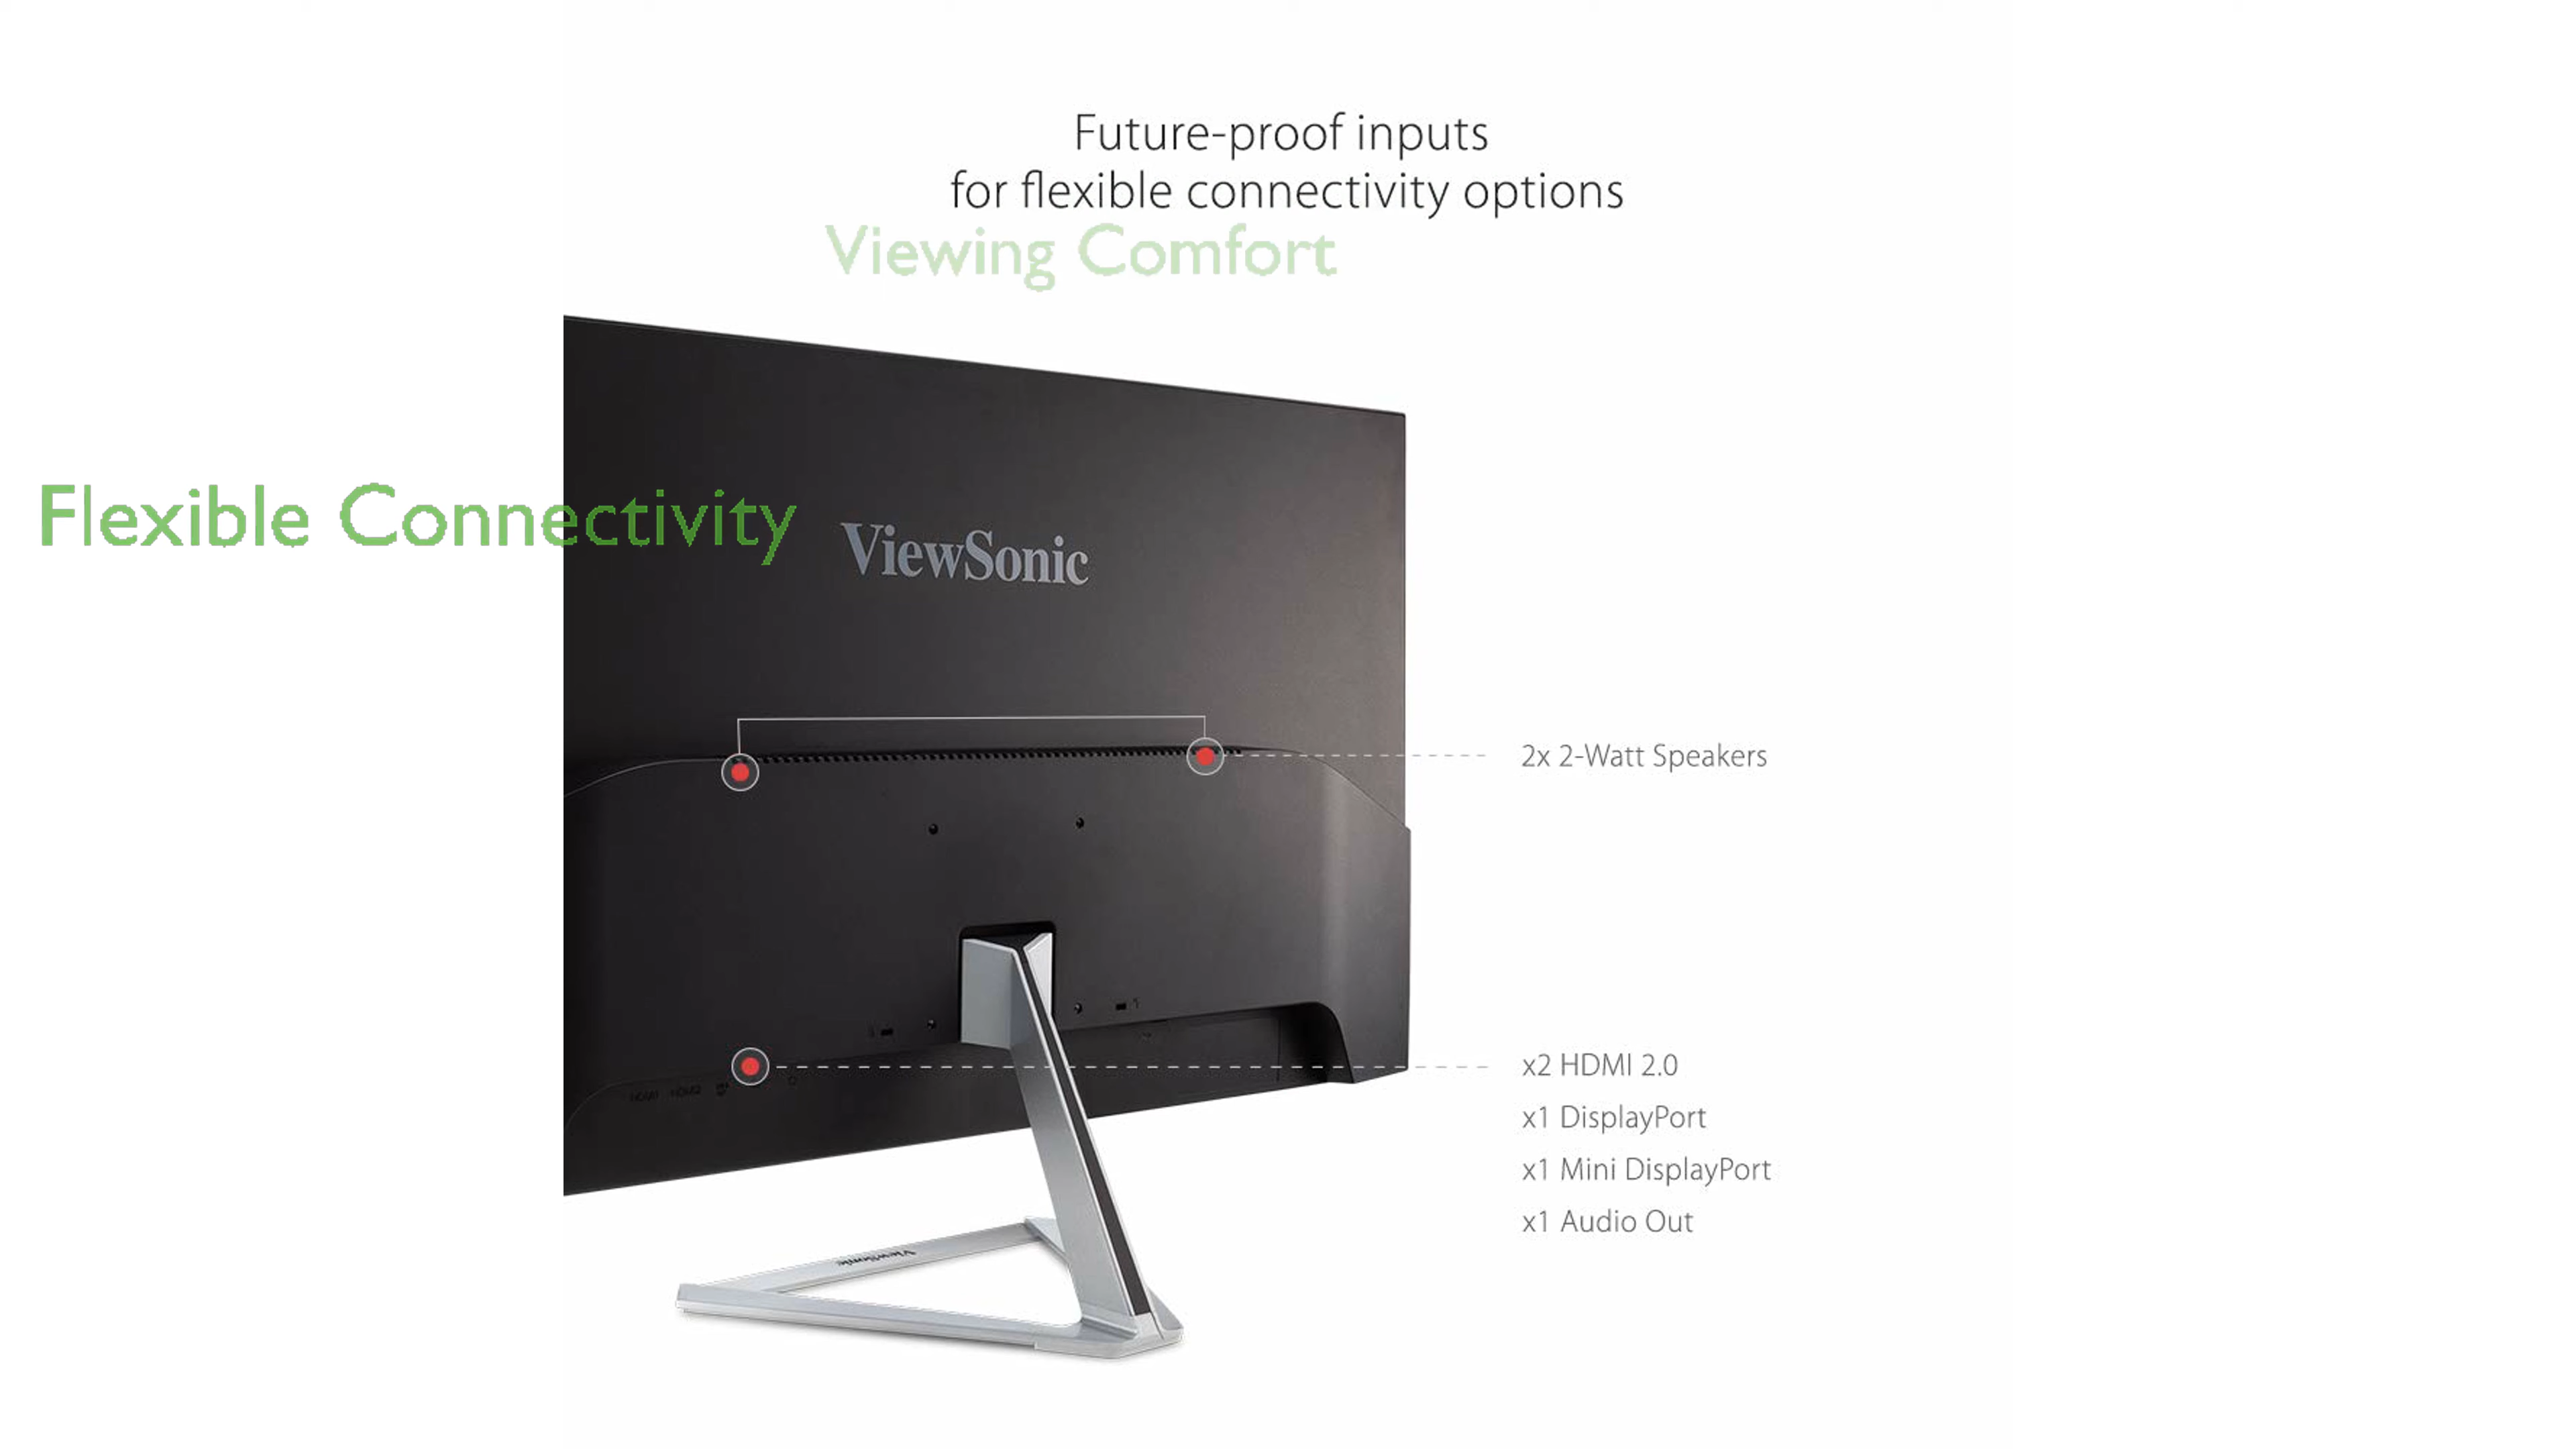 Future-proof inputs
for flexible connectivity options
Viewing Comfort
Flexible Connectivity
ViewSonic
2x 2-Watt Speakers
x2 HDMI 2.0
x1 DisplayPort
x1 Mini DisplayPort
x1 Audio Out
ViewSonic